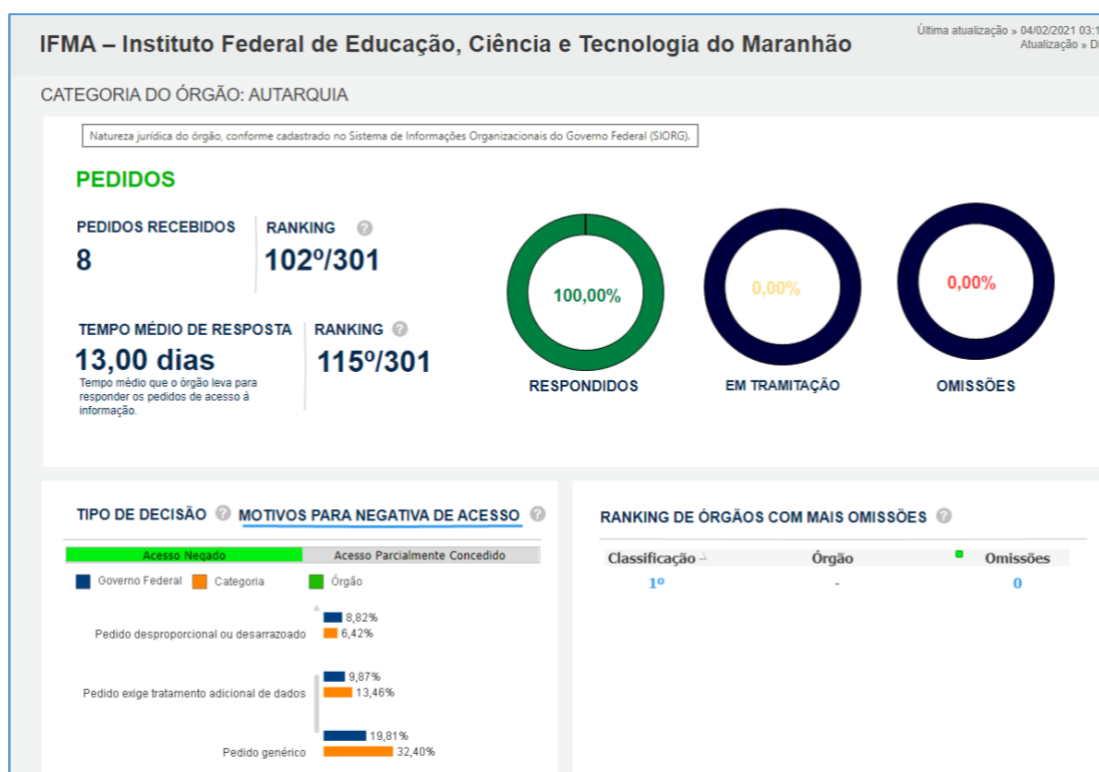 IFMA – Instituto Federal de Educação, Ciência e Tecnologia do Maranhão
Última atualização » 04/02/2021 03:1
Atualização » D
CATEGORIA DO ÓRGÃO: AUTARQUIA
Natureza jurídica do órgão, conforme cadastrado no Sistema de Informações Organizacionais do Governo Federal (SIORG).
PEDIDOS
PEDIDOS RECEBIDOS
8
RANKING ?
102º/301
TEMPO MÉDIO DE RESPOSTA
13,00 dias
Tempo médio que o órgão leva para
responder os pedidos de acesso á
informação.
RANKING ?
115º/301
100,00%
RESPONDIDOS
0,00%
EM TRAMITAÇÃO
0,00%
OMISSÕES
TIPO DE DECISÃO ? MOTIVOS PARA NEGATIVA DE ACESSO ?
Acesso Negado Acesso Parcialmente Concedido
Governo Federal Categoria Órgão
Pedido desproporcional ou desarrazoado
8,82%
6,42%
Pedido exige tratamento adicional de dados
9,87%
13,46%
Pedido genérico
19,81%
32,40%
RANKING DE ÓRGÃOS COM MAIS OMISSÕES ?
Classificação Órgão Omissões
1º - 0